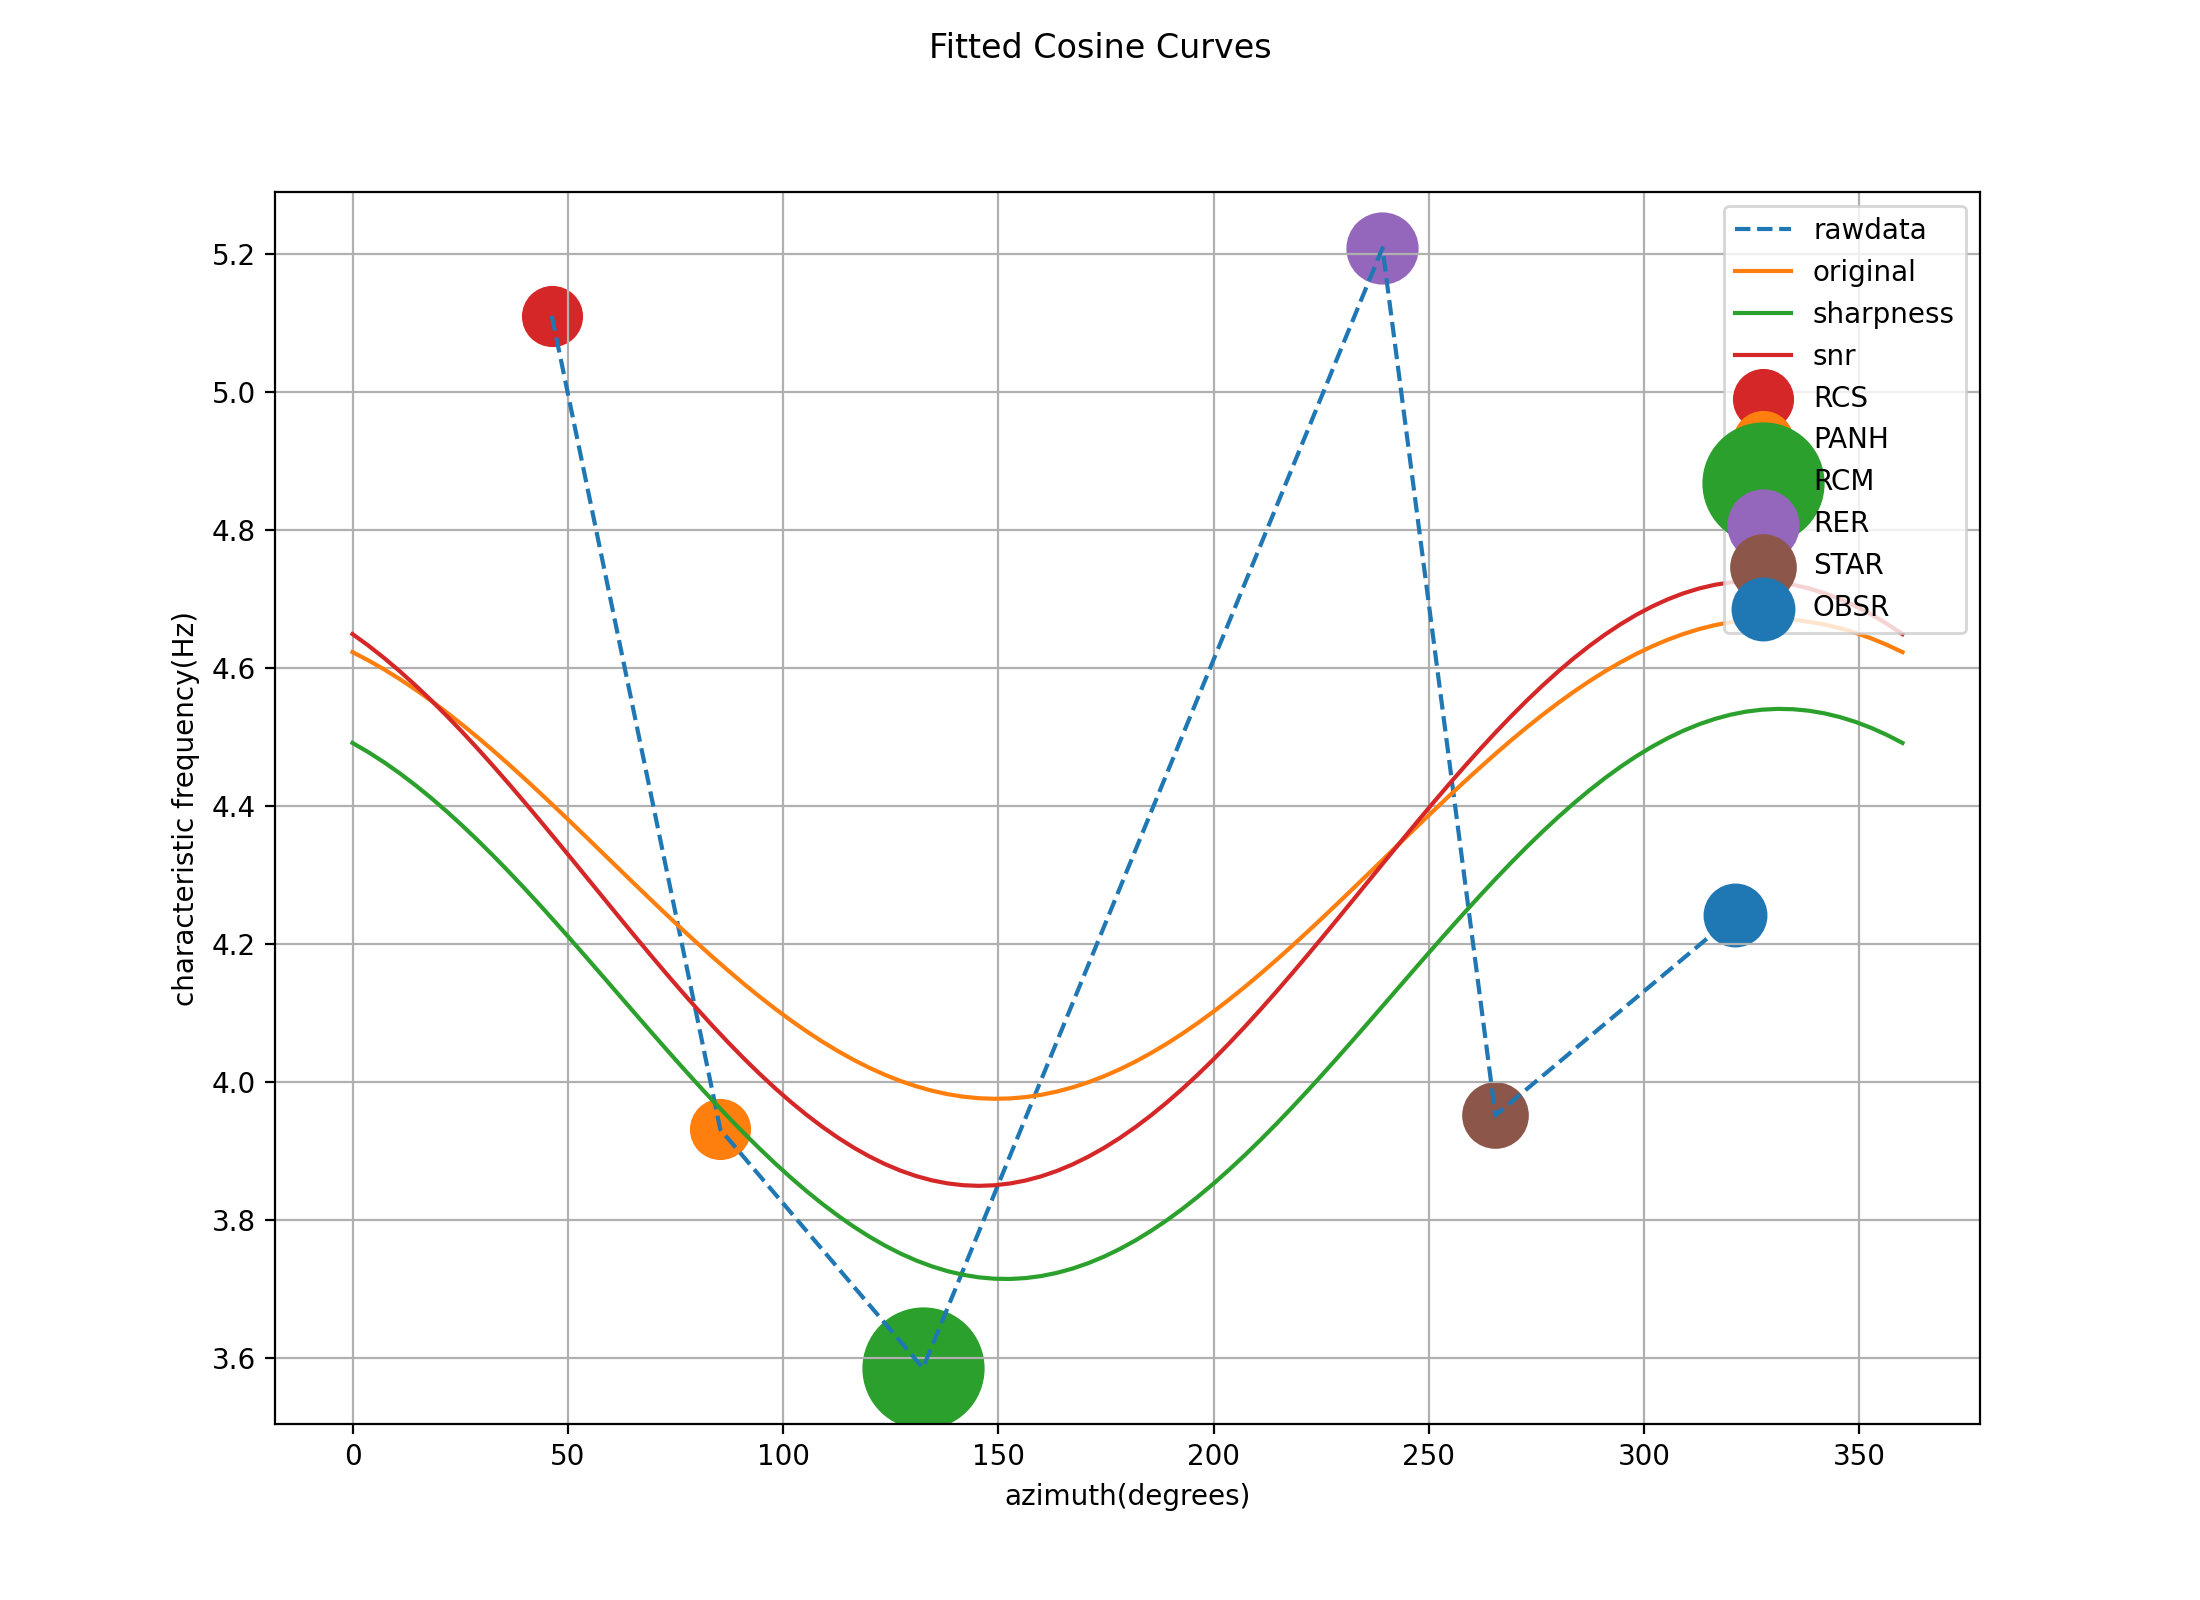 Fitted Cosine Curves
5.2
5.0
4.8
4.6
4.4
4.2
4.0
3.8
3.6
characteristic frequency(Hz)
rawdata
original
sharpness
snr
RCS
PANH
RCM
RER
STAR
OBSR
0 50 100 150 200 250 300 350
azimuth(degrees)